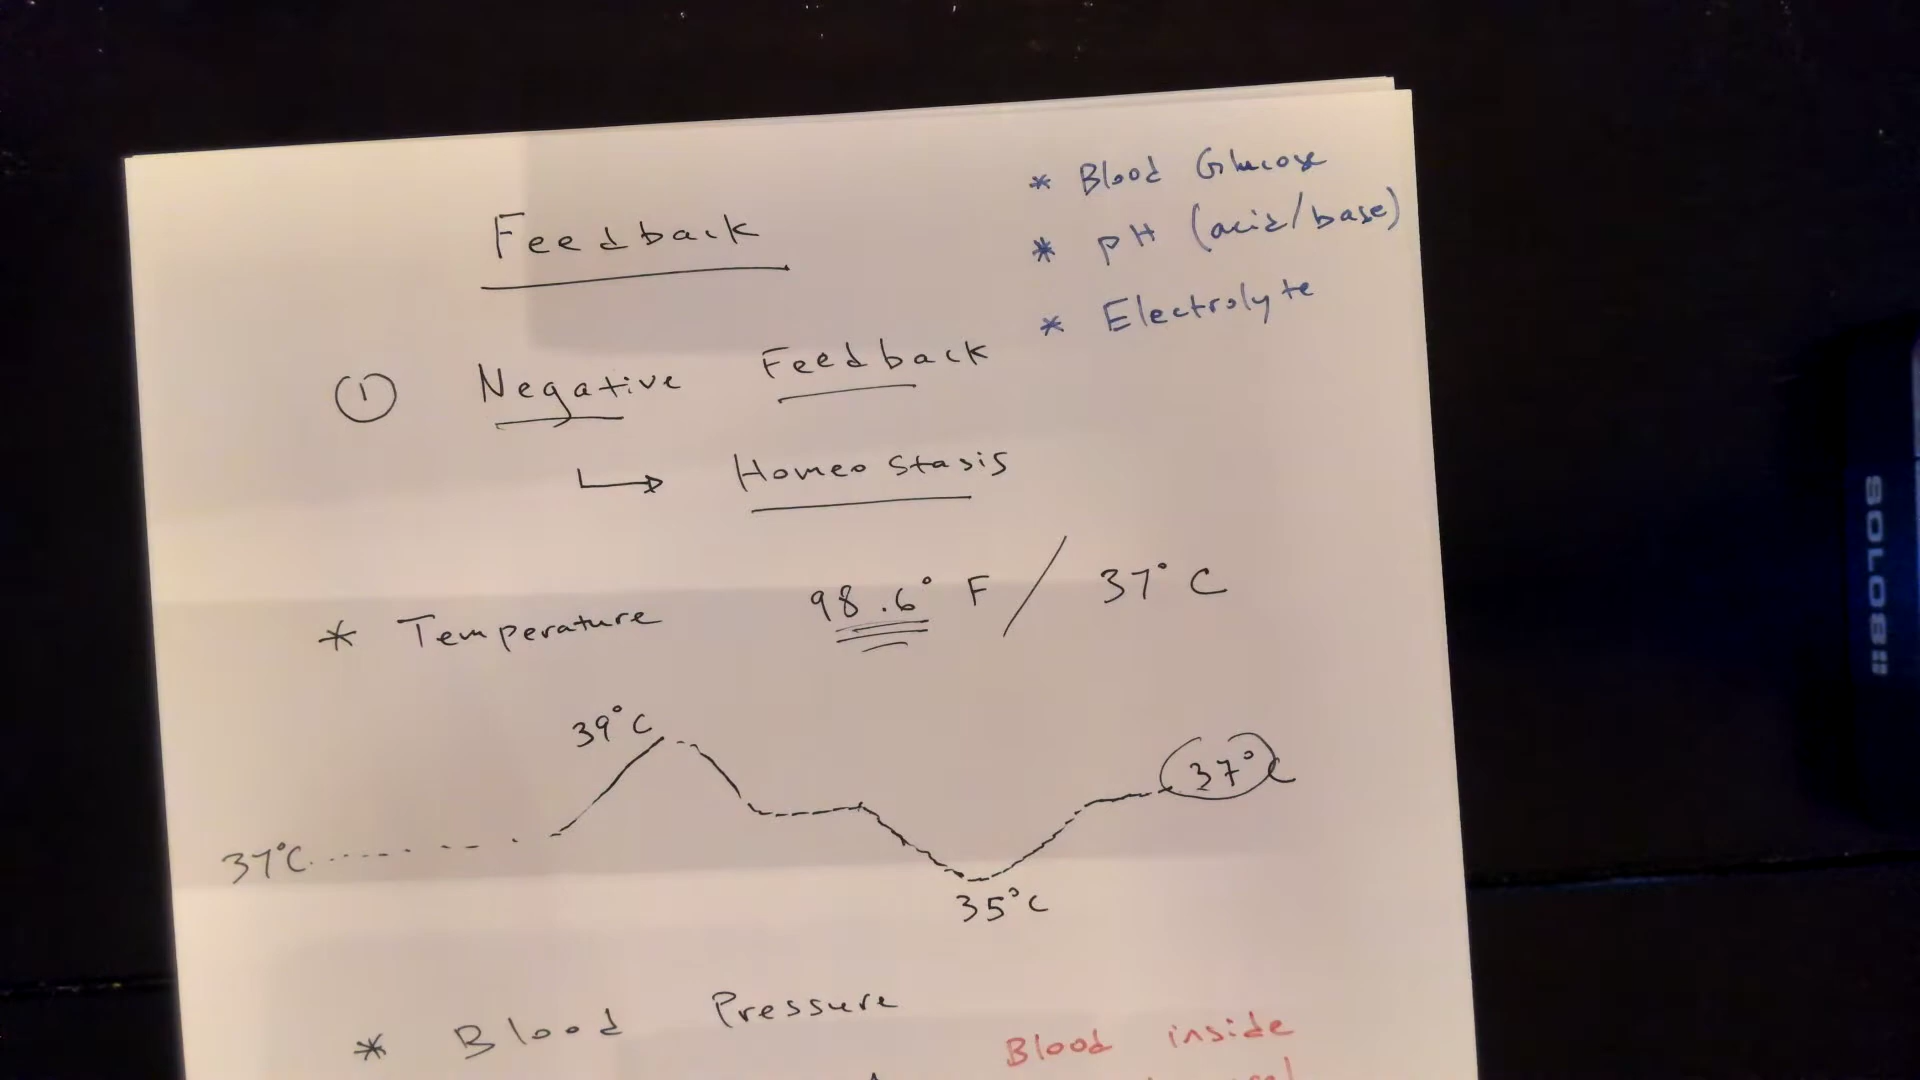 Feedback
* Blood Glucose
* pH (acid/base)
* Electrolyte
① Negative Feedback
↳ Homeostasis
* Temperature 98.6° F / 37° C
39°C
37°C
35°C
37°C
* Blood Pressure
Blood inside
SOLO8